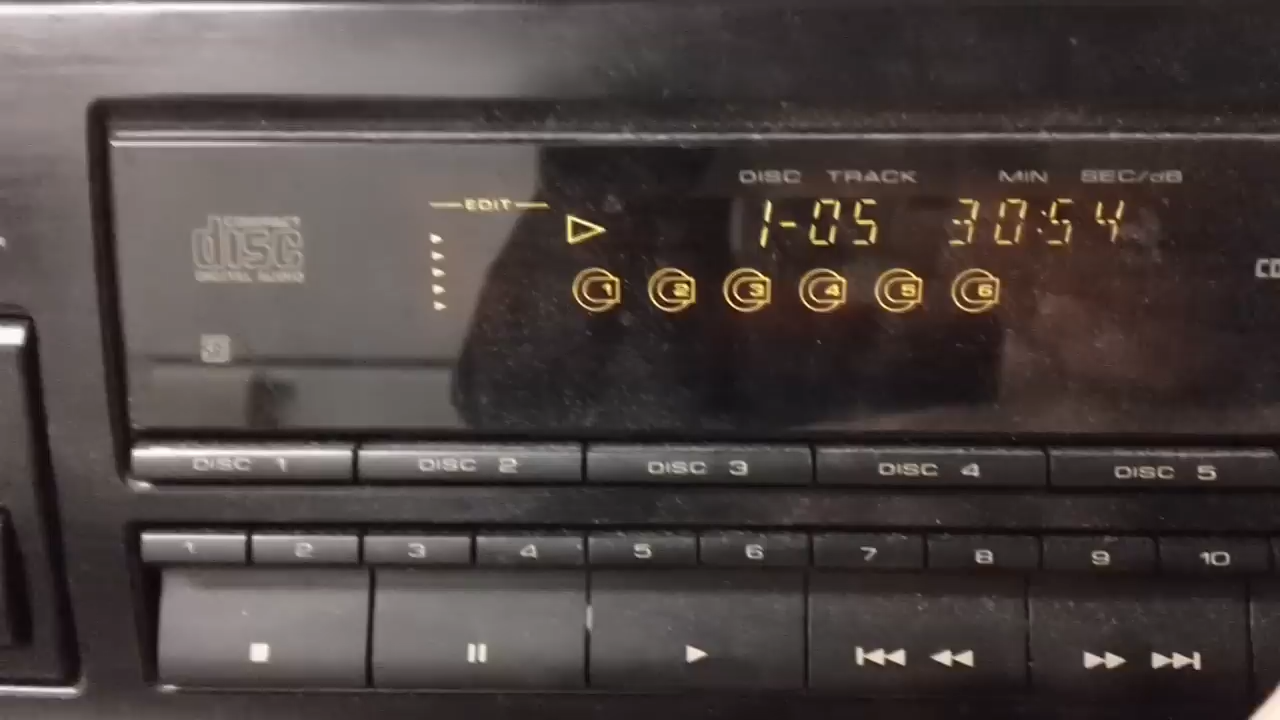 DISC TRACK MIN SEC/dB
EDIT
1-05 30:54
COMPACT
disc
DIGITAL AUDIO
1 2 3 4 5 6
DISC 1 DISC 2 DISC 3 DISC 4 DISC 5
1 2 3 4 5 6 7 8 9 10